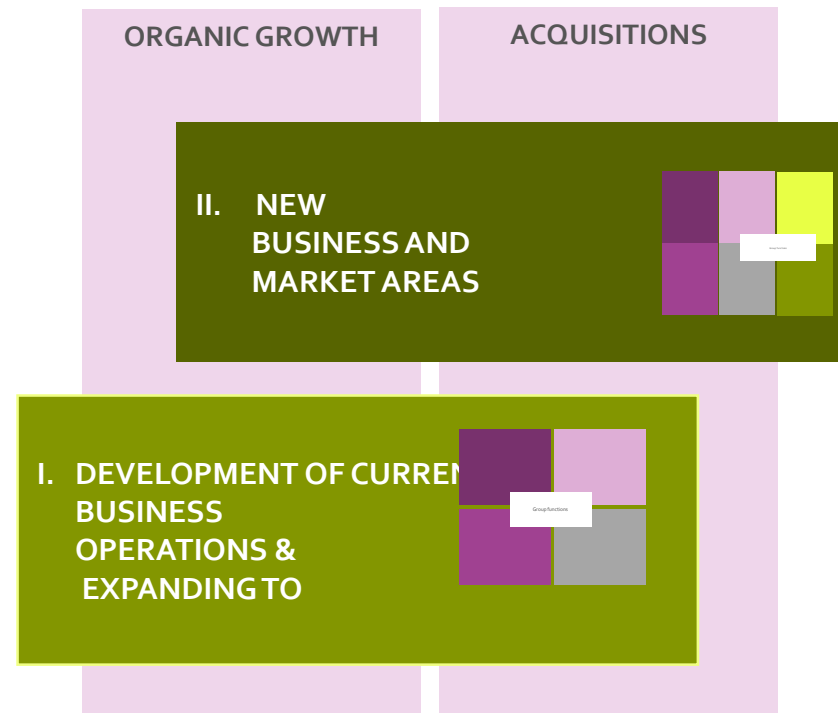 ORGANIC GROWTH
ACQUISITIONS
II. NEW
BUSINESS AND
MARKET AREAS
I. DEVELOPMENT OF CURREN
BUSINESS
OPERATIONS &
EXPANDING TO
Group functions